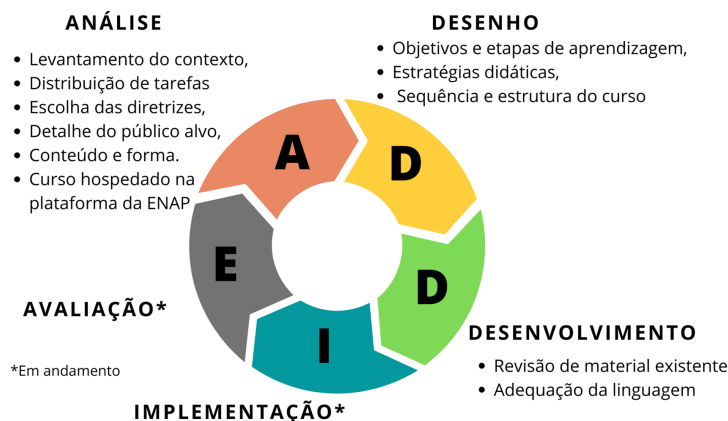 ANÁLISE
• Levantamento do contexto,
• Distribuição de tarefas
• Escolha das diretrizes,
• Detalhe do público alvo,
• Conteúdo e forma.
• Curso hospedado na
plataforma da ENAP
DESENHO
• Objetivos e etapas de aprendizagem,
• Estratégias didáticas,
• Sequência e estrutura do curso
A
D
D
I
E
DESENVOLVIMENTO
• Revisão de material existente
• Adequação da linguagem
IMPLEMENTAÇÃO*
AVALIAÇÃO*
*Em andamento